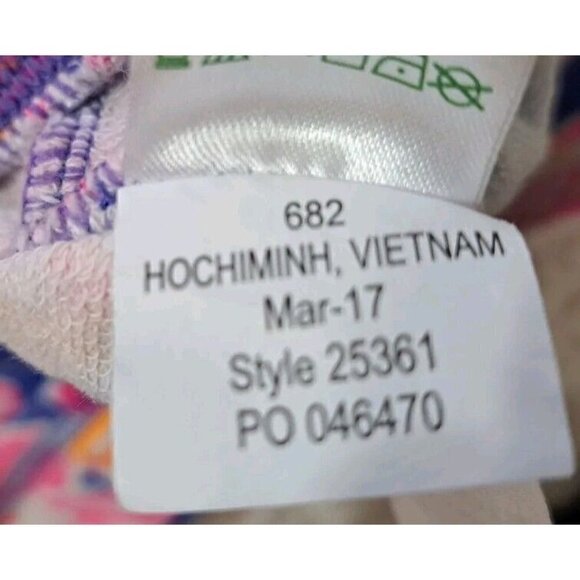 682
HOCHIMINH, VIETNAM
Mar-17
Style 25361
PO 046470